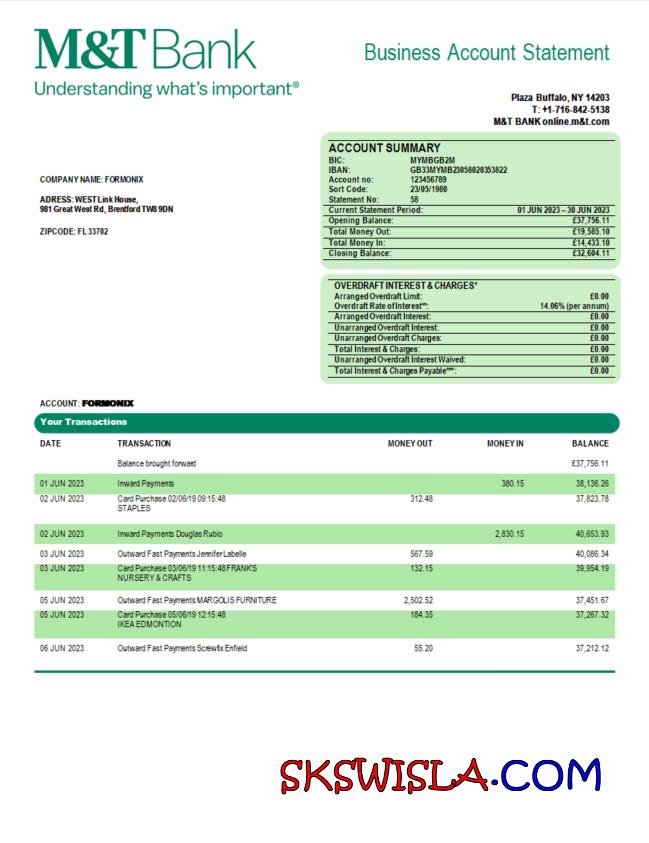 M&T Bank
Understanding what's important®
Business Account Statement
Plaza Buffalo, NY 14203
T: +1-716-842-5138
M&T BANK online.m&t.com
ACCOUNT SUMMARY
BIC: MYMBGB2M
IBAN: GB33MYMB23058020353822
Account no: 123456789
Sort Code: 23/05/1980
Statement No: 58
Current Statement Period: 01 JUN 2023 – 30 JUN 2023
Opening Balance: £37,756.11
Total Money Out: £19,585.10
Total Money In: £14,433.10
Closing Balance: £32,604.11
COMPANY NAME: FORMONIX
ADRESS: WEST Link House,
981 Great West Rd, Brentford TW8 9DN
ZIPCODE: FL 33702
OVERDRAFT INTEREST & CHARGES*
Arranged Overdraft Limit: £0.00
Overdraft Rate of Interest**: 14.06% (per annum)
Arranged Overdraft Interest: £0.00
Unarranged Overdraft Interest: £0.00
Unarranged Overdraft Charges: £0.00
Total Interest & Charges: £0.00
Unarranged Overdraft Interest Waived: £0.00
Total Interest & Charges Payable***: £0.00
ACCOUNT: FORMONIX
Your Transactions
DATE TRANSACTION MONEY OUT MONEY IN BALANCE
Balance brought forward £37,756.11
01 JUN 2023 Inward Payments 380.15 38,136.26
02 JUN 2023 Card Purchase 02/06/19 09:15:48 312.48 37,823.78
STAPLES
02 JUN 2023 Inward Payments Douglas Rubio 2,830.15 40,653.93
03 JUN 2023 Outward Fast Payments Jennifer Labelle 567.59 40,086.34
03 JUN 2023 Card Purchase 03/06/19 11:15:48 FRANKS 132.15 39,954.19
NURSERY & CRAFTS
05 JUN 2023 Outward Fast Payments MARGOLIS FURNITURE 2,502.52 37,451.67
05 JUN 2023 Card Purchase 05/06/19 12:15:48 184.35 37,267.32
IKEA EDMONTION
06 JUN 2023 Outward Fast Payments Screwfix Enfield 55.20 37,212.12
SKSWISLA.COM